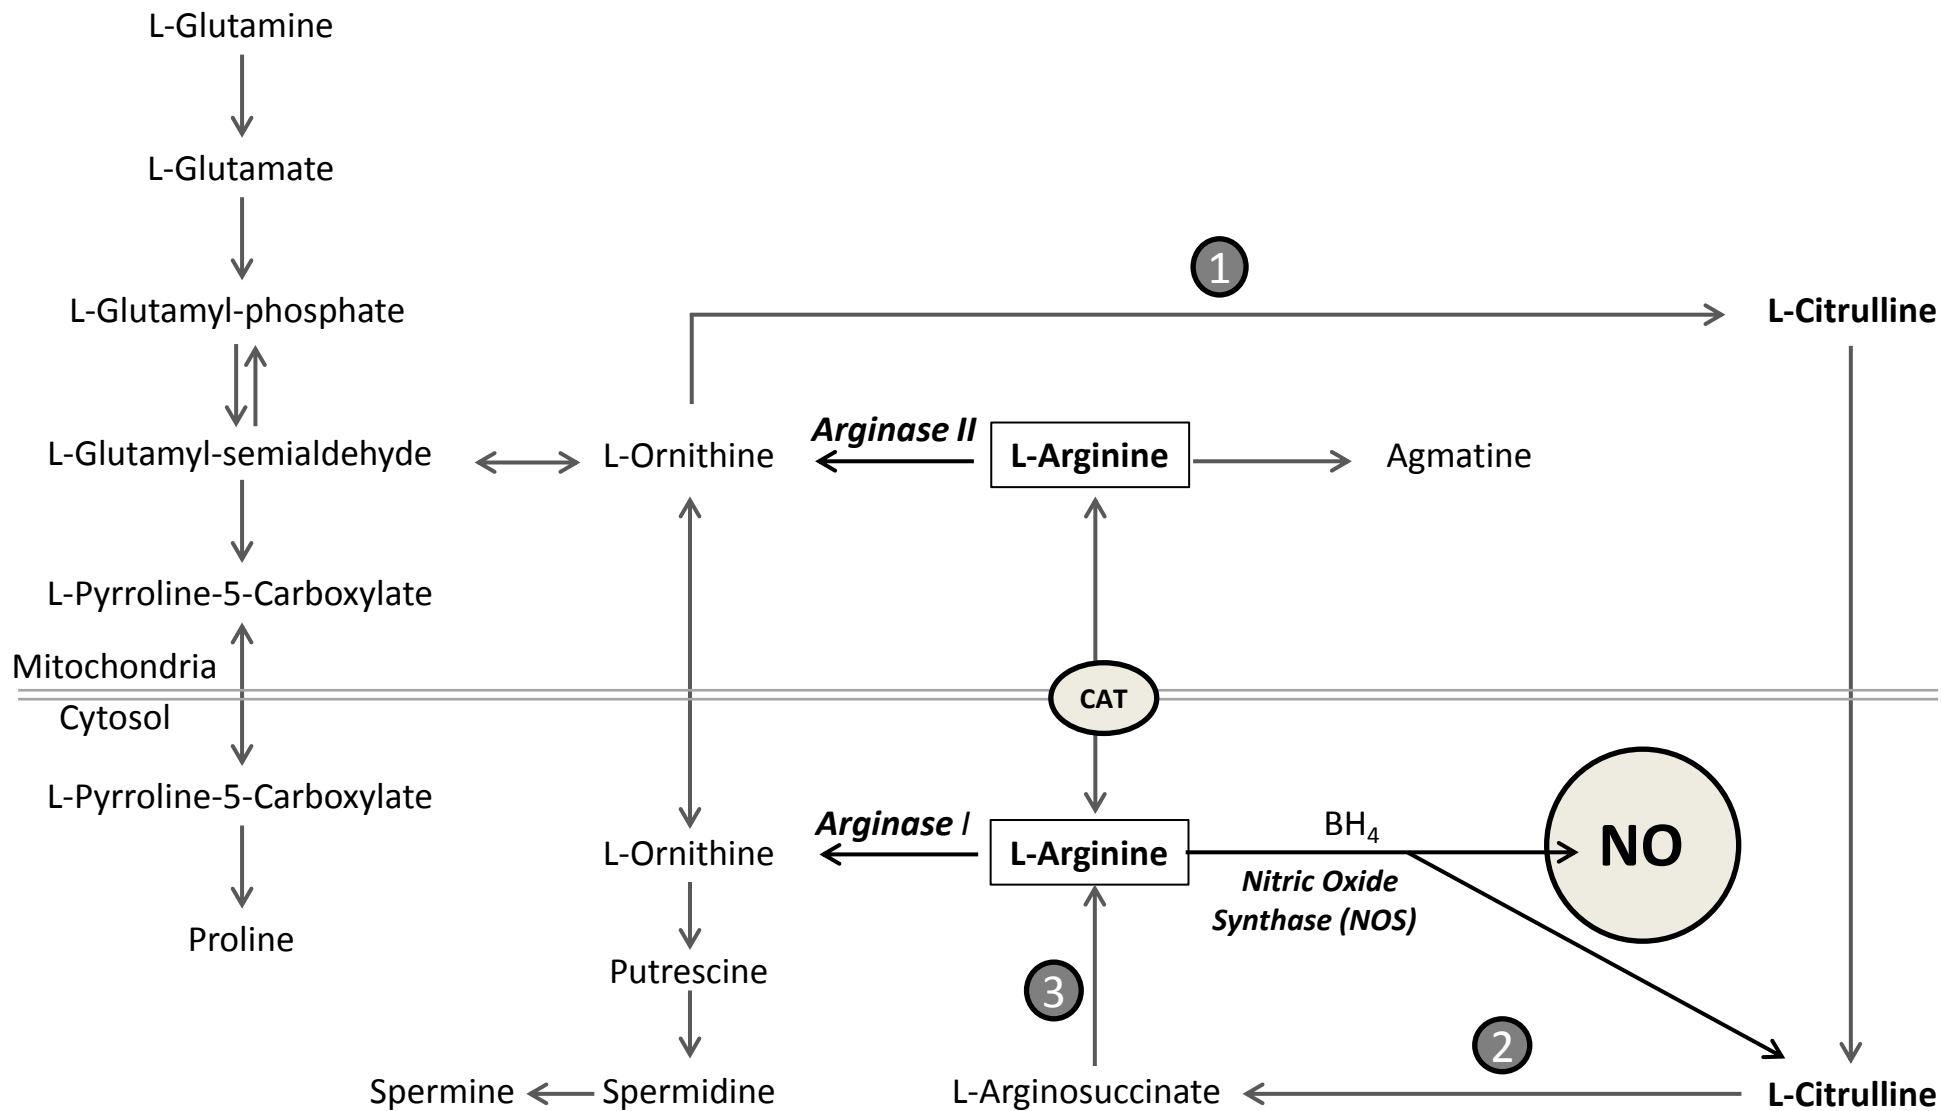 L-Glutamine
L-Glutamate
1
L-Glutamyl-phosphate
L-Citrulline
Arginase II
L-Glutamyl-semialdehyde
L-Ornithine
L-Arginine
Agmatine
L-Pyrroline-5-Carboxylate
Mitochondria
CAT
Cytosol
L-Pyrroline-5-Carboxylate
Arginase I
BH4
L-Ornithine
L-Arginine
NO
Nitric Oxide
Synthase (NOS)
Proline
Putrescine
3
2
Spermine
Spermidine
L-Arginosuccinate
L-Citrulline